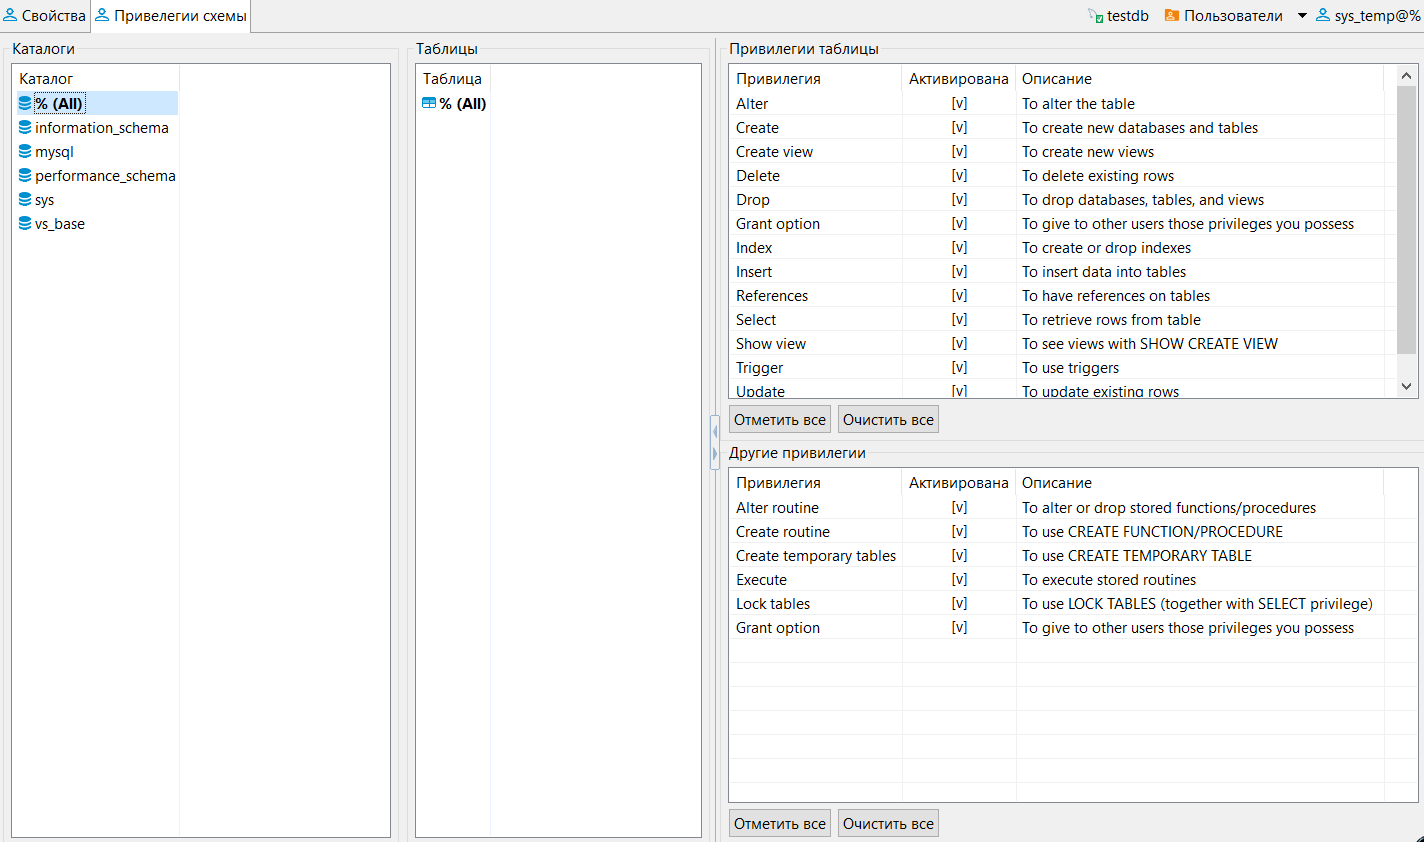 Свойства Привелегии схемы testdb Пользователи sys_temp@%
Каталоги
Каталог
% (All)
information_schema
mysql
performance_schema
sys
vs_base
Таблицы
Таблица
% (All)
Привилегии таблицы
Привилегия Активирована Описание
Alter [v] To alter the table
Create [v] To create new databases and tables
Create view [v] To create new views
Delete [v] To delete existing rows
Drop [v] To drop databases, tables, and views
Grant option [v] To give to other users those privileges you possess
Index [v] To create or drop indexes
Insert [v] To insert data into tables
References [v] To have references on tables
Select [v] To retrieve rows from table
Show view [v] To see views with SHOW CREATE VIEW
Trigger [v] To use triggers
Update [v] To update existing rows
Отметить все Очистить все
Другие привилегии
Привилегия Активирована Описание
Alter routine [v] To alter or drop stored functions/procedures
Create routine [v] To use CREATE FUNCTION/PROCEDURE
Create temporary tables [v] To use CREATE TEMPORARY TABLE
Execute [v] To execute stored routines
Lock tables [v] To use LOCK TABLES (together with SELECT privilege)
Grant option [v] To give to other users those privileges you possess
Отметить все Очистить все